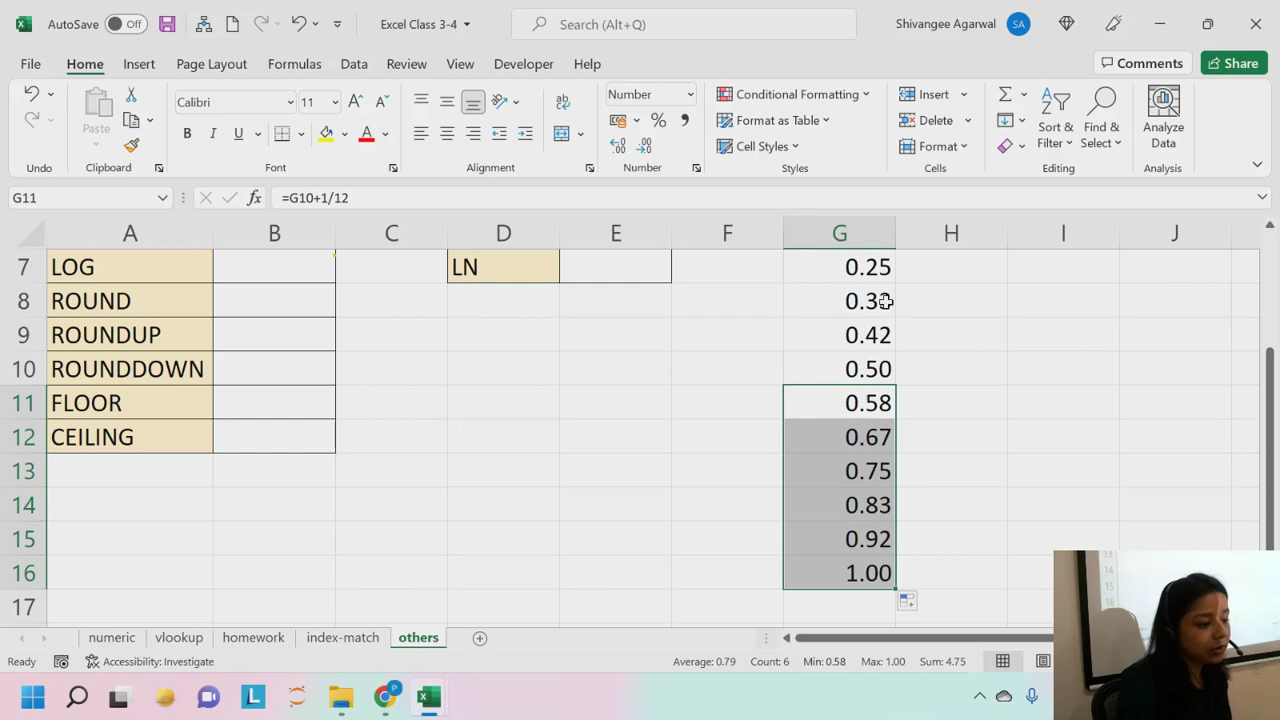 AutoSave Off Excel Class 3-4 Search (Alt+Q) Shivangee Agarwal SA
File Home Insert Page Layout Formulas Data Review View Developer Help Comments Share
Calibri 11 Number Conditional Formatting Insert
Paste Format as Table Delete Sort & Filter Find & Select Analyze Data
B I U A Cell Styles Format
Undo Clipboard Font Alignment Number Styles Cells Editing Analysis
G11 fx =G10+1/12
A B C D E F G H I J
7 LOG LN 0.25
8 ROUND 0.33
9 ROUNDUP 0.42
10 ROUNDDOWN 0.50
11 FLOOR 0.58
12 CEILING 0.67
13 0.75
14 0.83
15 0.92
16 1.00
17
numeric vlookup homework index-match others
Ready Accessibility: Investigate Average: 0.79 Count: 6 Min: 0.58 Max: 1.00 Sum: 4.75